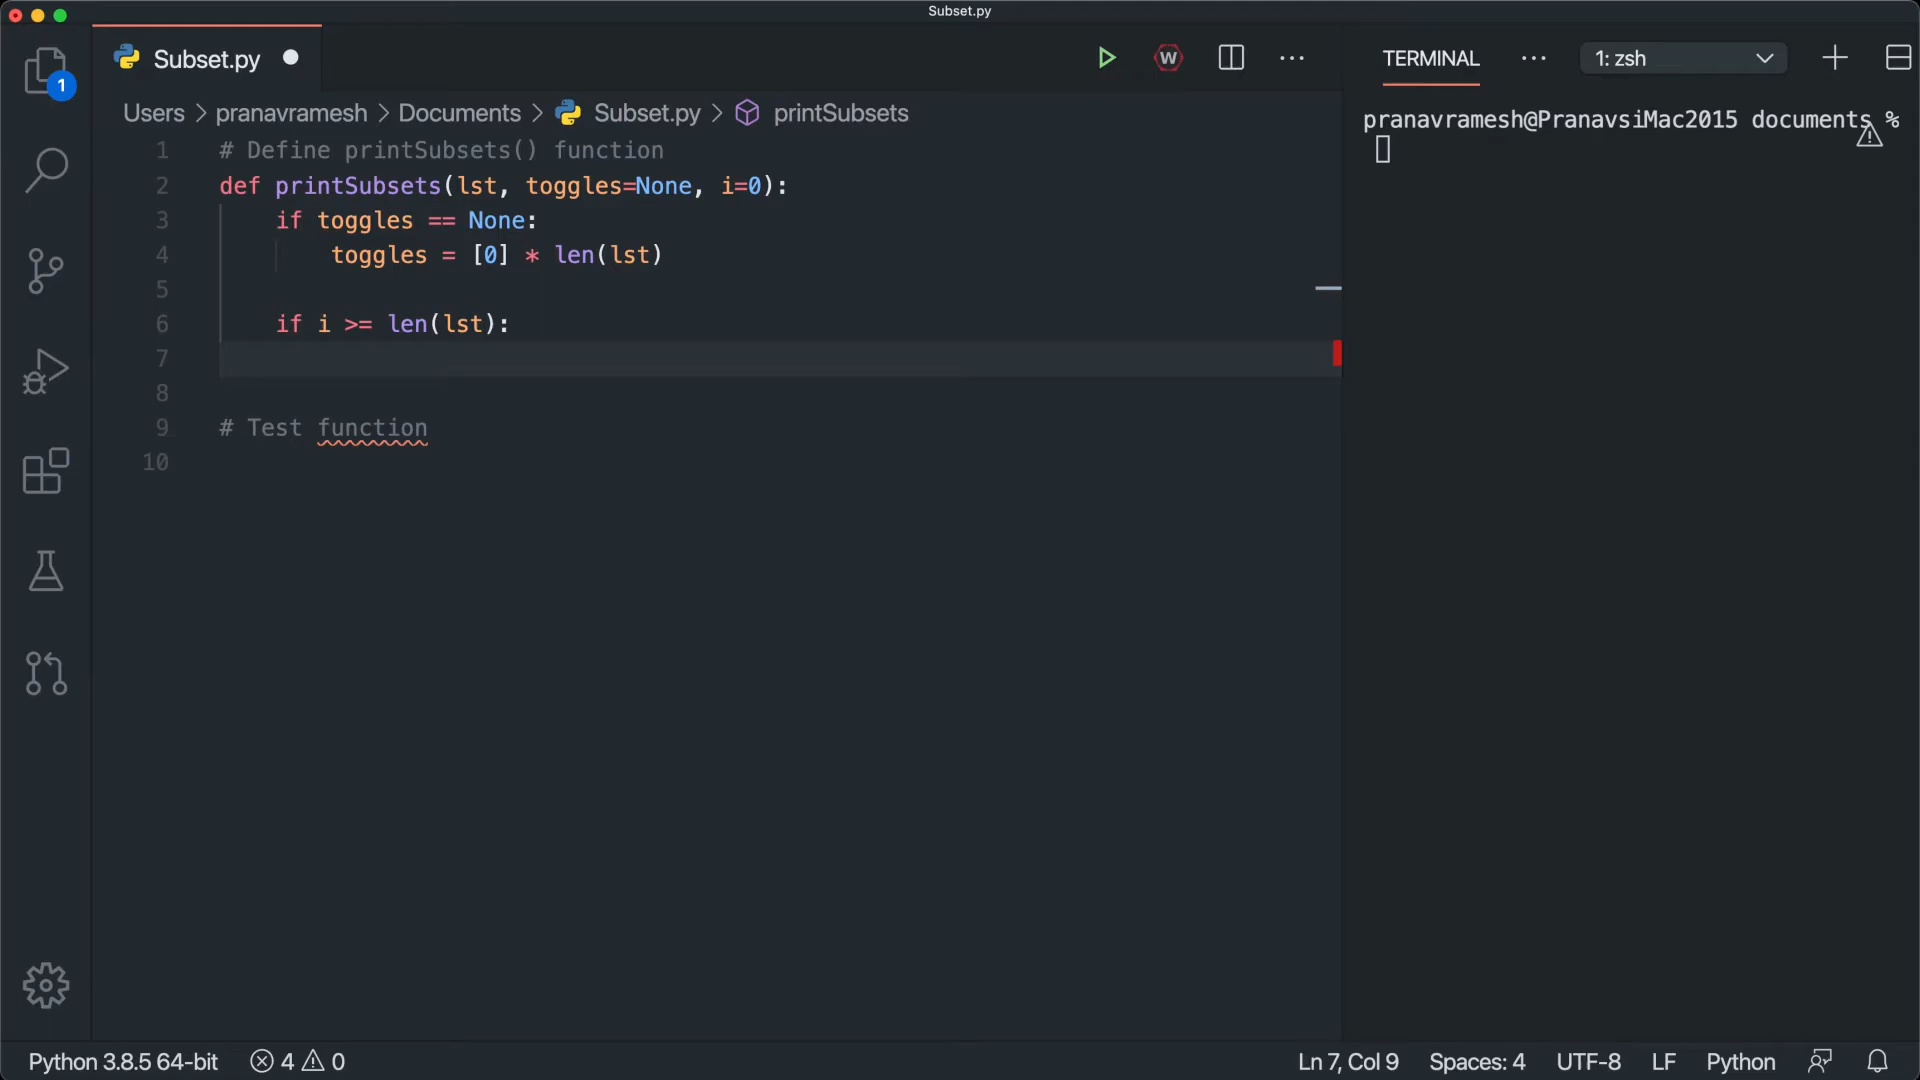 Subset.py
Subset.py
W
TERMINAL
1: zsh
1
Users > pranavramesh > Documents > Subset.py > printSubsets
pranavramesh@PranavsiMac2015 documents %
1 # Define printSubsets() function
2 def printSubsets(lst, toggles=None, i=0):
3     if toggles == None:
4         toggles = [0] * len(lst)
5
6     if i >= len(lst):
7
8
9 # Test function
10
Python 3.8.5 64-bit 4 0 Ln 7, Col 9 Spaces: 4 UTF-8 LF Python